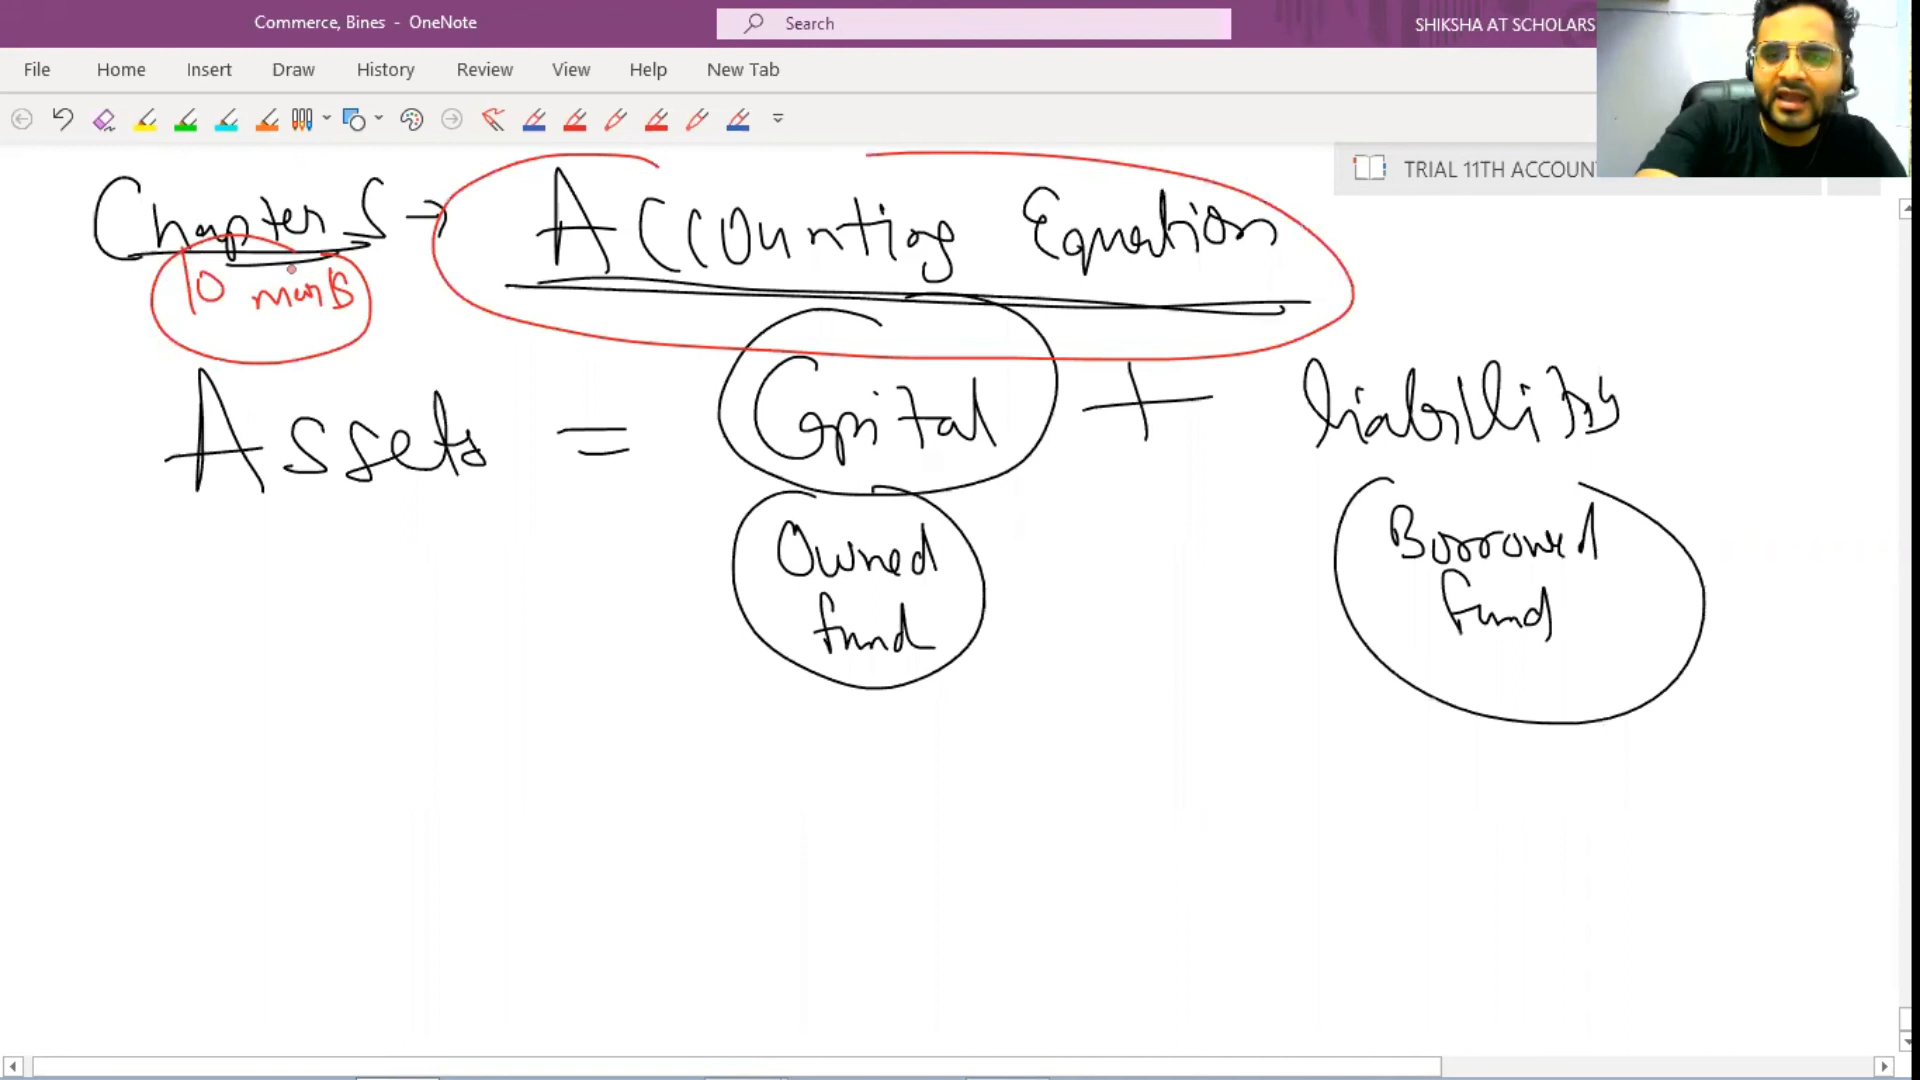 Commerce, Bines - OneNote
Search
SHIKSHA AT SCHOLARS
File Home Insert Draw History Review View Help New Tab
TRIAL 11TH ACCOUN
Chapter 5 → Accounting Equation
10 marks
Assets = Capital + liability
Owned fund
Borrowed fund